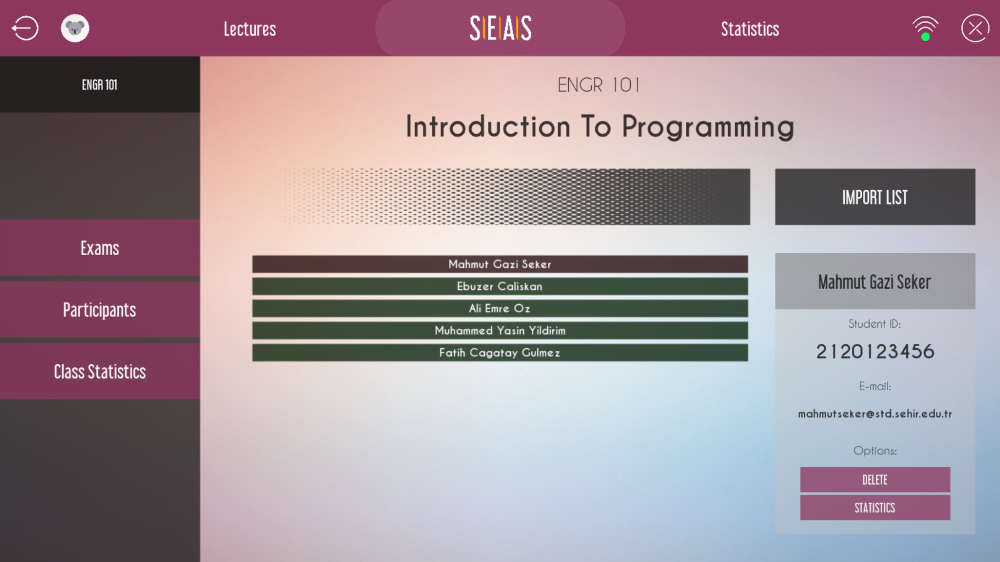 Lectures
S|E|A|S
Statistics
ENGR 101
Exams
Participants
Class Statistics
ENGR 101
Introduction To Programming
IMPORT LIST
Mahmut Gazi Seker
Ebuzer Caliskan
Ali Emre Oz
Muhammed Yasin Yildirim
Fatih Cagatay Gulmez
Mahmut Gazi Seker
Student ID:
2120123456
E-mail:
mahmutseker@std.sehir.edu.tr
Options:
DELETE
STATISTICS